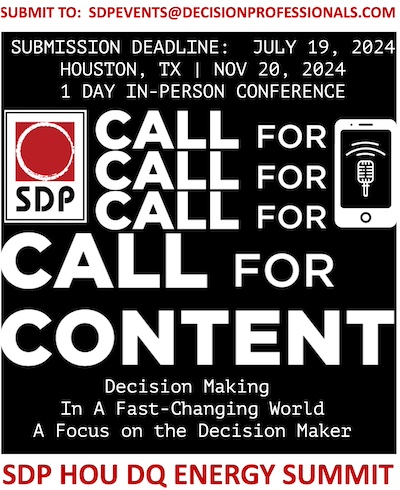 SUBMIT TO: SDPEVENTS@DECISIONPROFESSIONALS.COM
SUBMISSION DEADLINE: JULY 19, 2024
HOUSTON, TX | NOV 20, 2024
1 DAY IN-PERSON CONFERENCE
CALL FOR
CALL FOR
CALL FOR
SDP
CALL FOR
CONTENT
Decision Making
In A Fast-Changing World
A Focus on the Decision Maker
SDP HOU DQ ENERGY SUMMIT